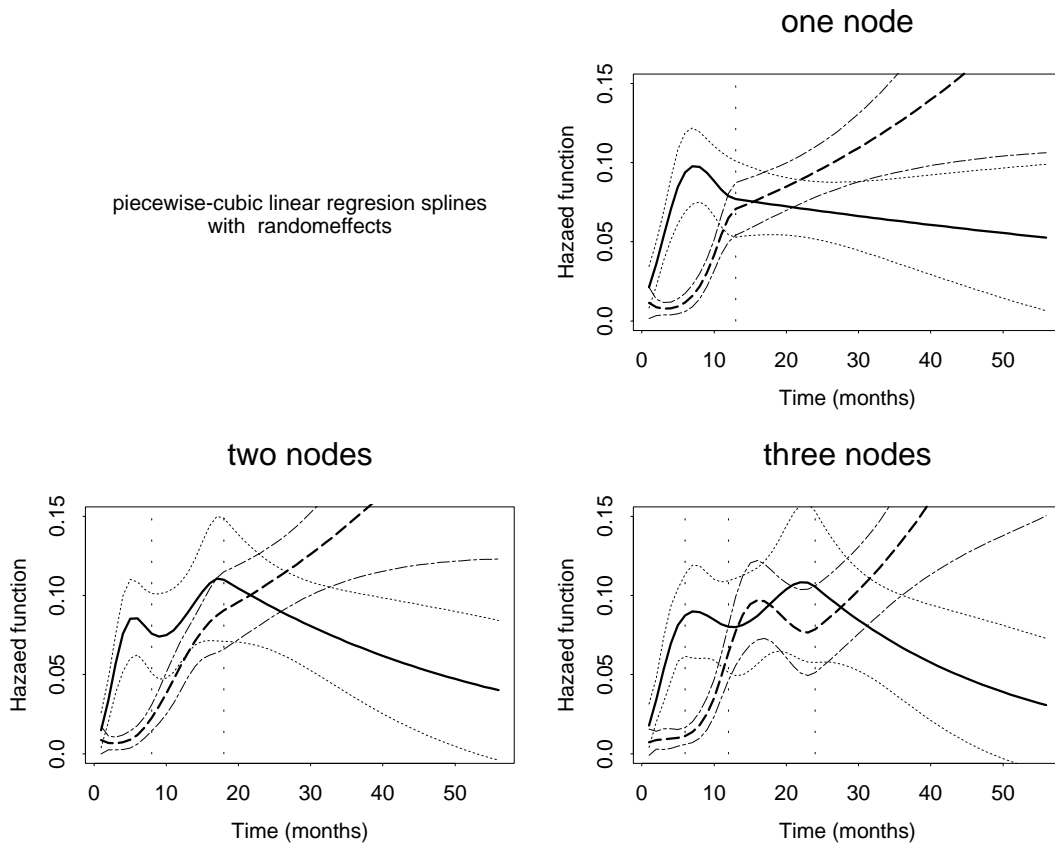 one node
piecewise-cubic linear regresion splines
with randomeffects
Hazaed function
0.0 0.05 0.10 0.15
0 10 20 30 40 50
Time (months)
two nodes
Hazaed function
0.0 0.05 0.10 0.15
0 10 20 30 40 50
Time (months)
three nodes
Hazaed function
0.0 0.05 0.10 0.15
0 10 20 30 40 50
Time (months)